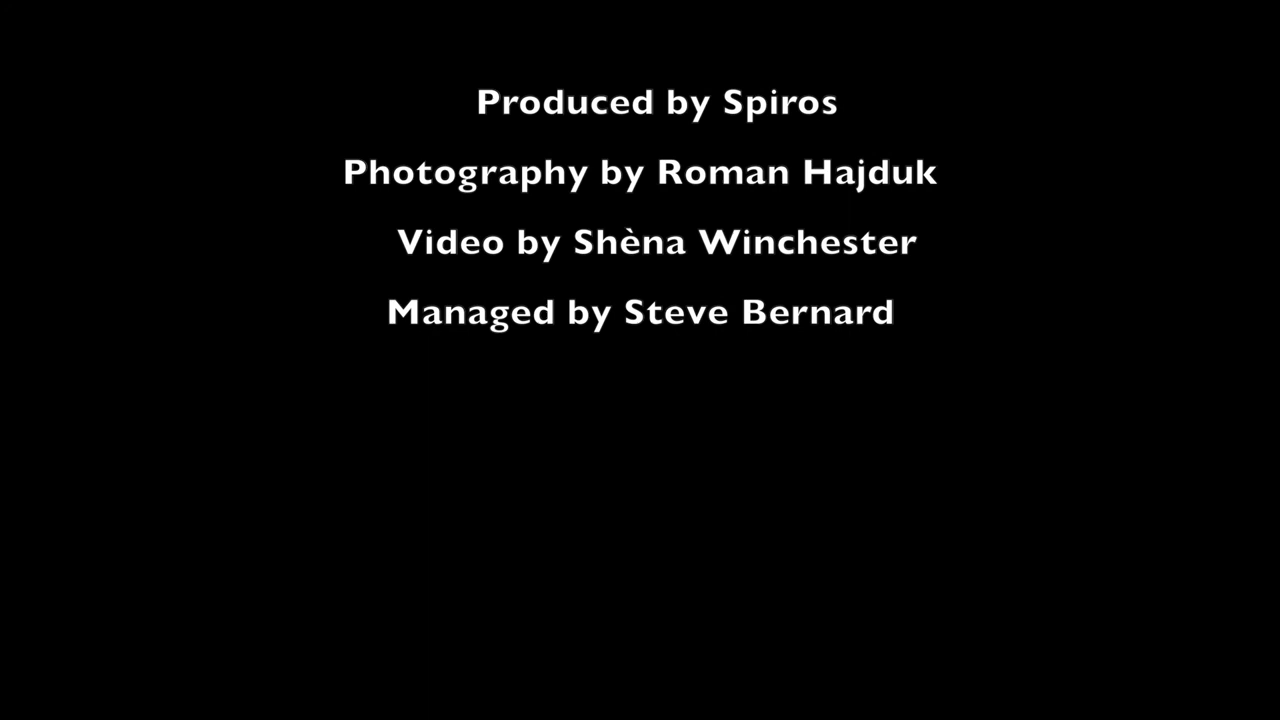 Produced by Spiros
Photography by Roman Hajduk
Video by Shèna Winchester
Managed by Steve Bernard